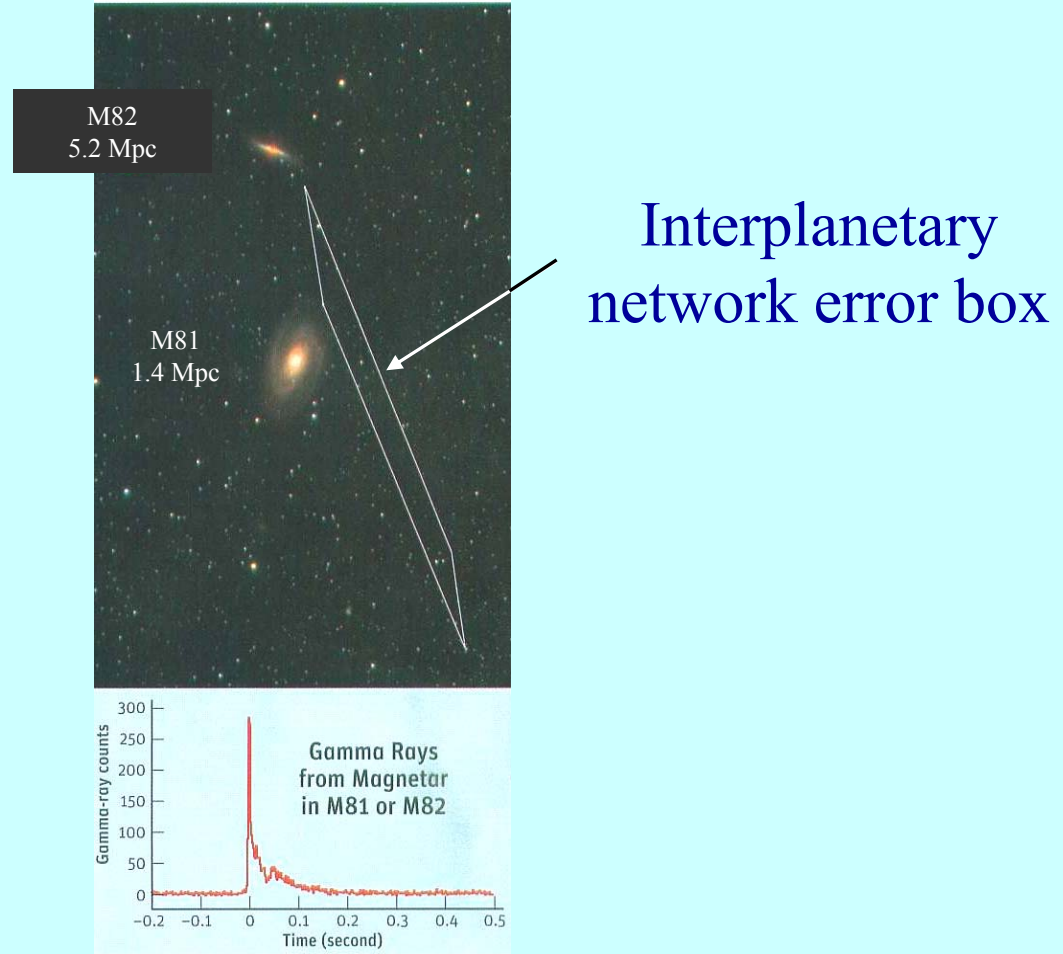 M82
5.2 Mpc
Interplanetary
network error box
M81
1.4 Mpc
300
250
200
150
100
50
0
Gamma-ray counts
Gamma Rays
from Magnetar
in M81 or M82
−0.2 −0.1 0 0.1 0.2 0.3 0.4 0.5
Time (second)